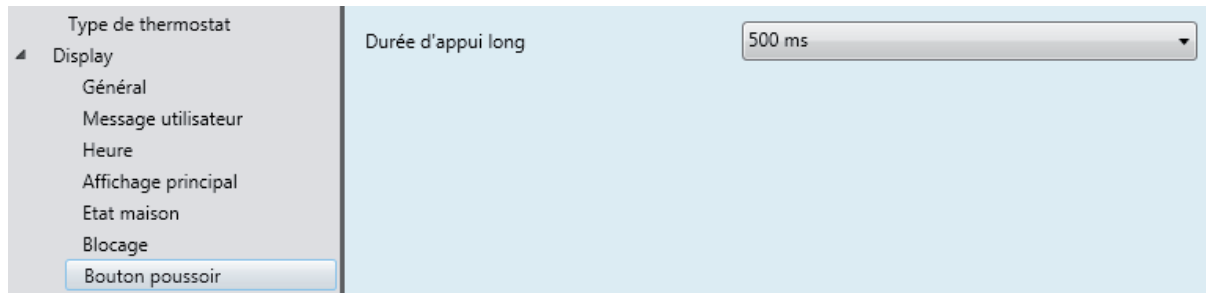 Type de thermostat
Display
Général
Message utilisateur
Heure
Affichage principal
Etat maison
Blocage
Bouton poussoir
Durée d'appui long
500 ms